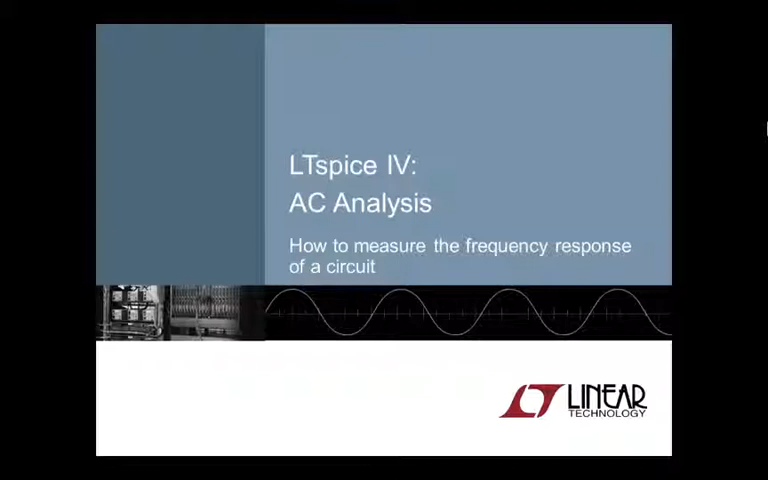 LTspice IV:
AC Analysis
How to measure the frequency response
of a circuit
LINEAR
TECHNOLOGY